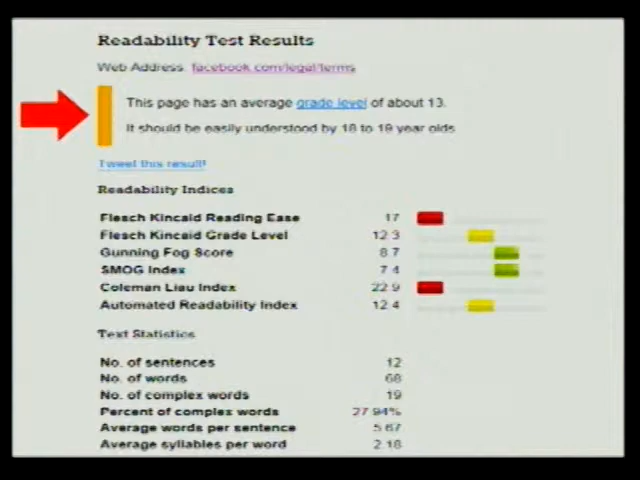 Readability Test Results
Web Address: facebook.com/legal/terms
This page has an average grade level of about 13.
It should be easily understood by 18 to 19 year olds
Tweet this result!
Readability Indices
Flesch Kincaid Reading Ease 17
Flesch Kincaid Grade Level 12.3
Gunning Fog Score 8.7
SMOG Index 7.4
Coleman Liau Index 22.9
Automated Readability Index 12.4
Text Statistics
No. of sentences 12
No. of words 68
No. of complex words 19
Percent of complex words 27.94%
Average words per sentence 5.67
Average syllables per word 2.18